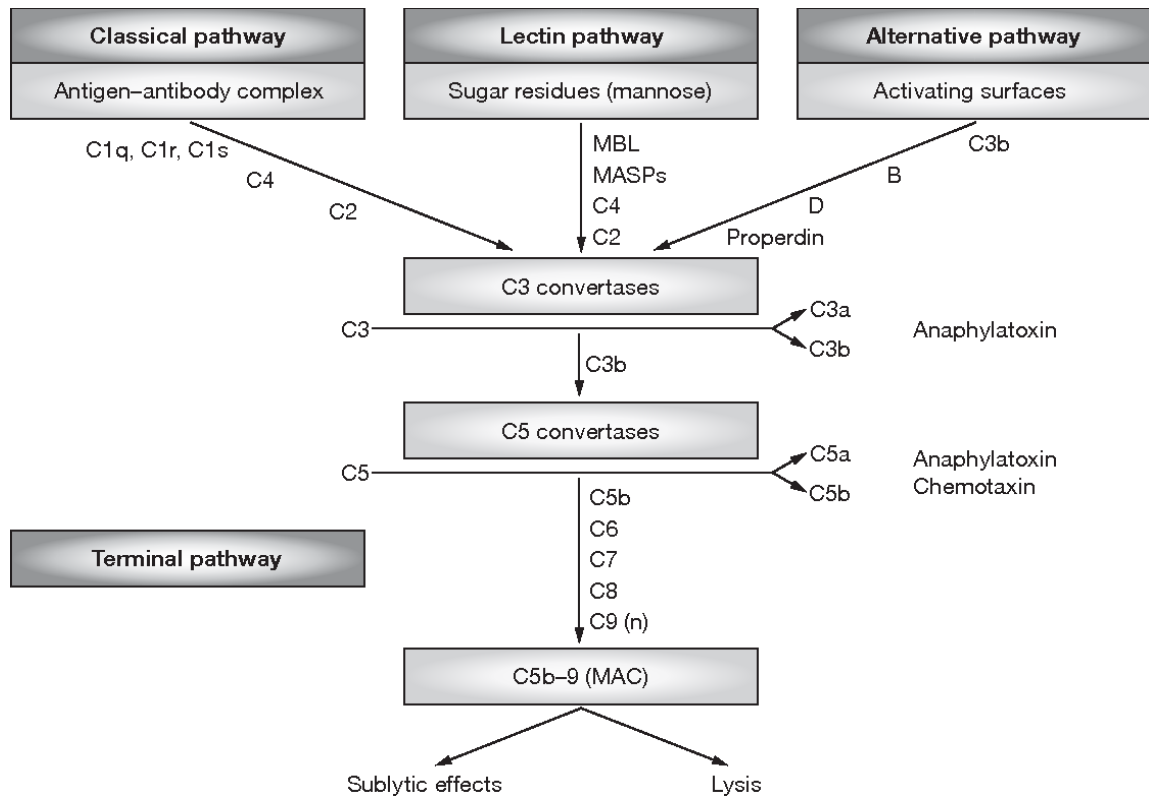 Classical pathway
Antigen–antibody complex
Lectin pathway
Sugar residues (mannose)
Alternative pathway
Activating surfaces
C1q, C1r, C1s
C4
C2
MBL
MASPs
C4
C2
C3b
B
D
Properdin
C3 convertases
C3
C3a
C3b
Anaphylatoxin
C3b
C5 convertases
C5
C5a
C5b
Anaphylatoxin
Chemotaxin
C5b
C6
C7
C8
C9 (n)
Terminal pathway
C5b–9 (MAC)
Sublytic effects
Lysis